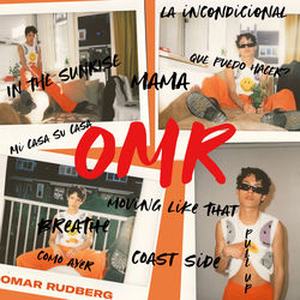 LA INCONDICIONAL
IN THE SUNRISE
QUE PUEDO HACER?
MAMA
Mi CASA SU CASA
OMR
MOVING LIKE THAT
BREATHE
PULL UP
COMO AYER
COAST SIDE
OMAR RUDBERG